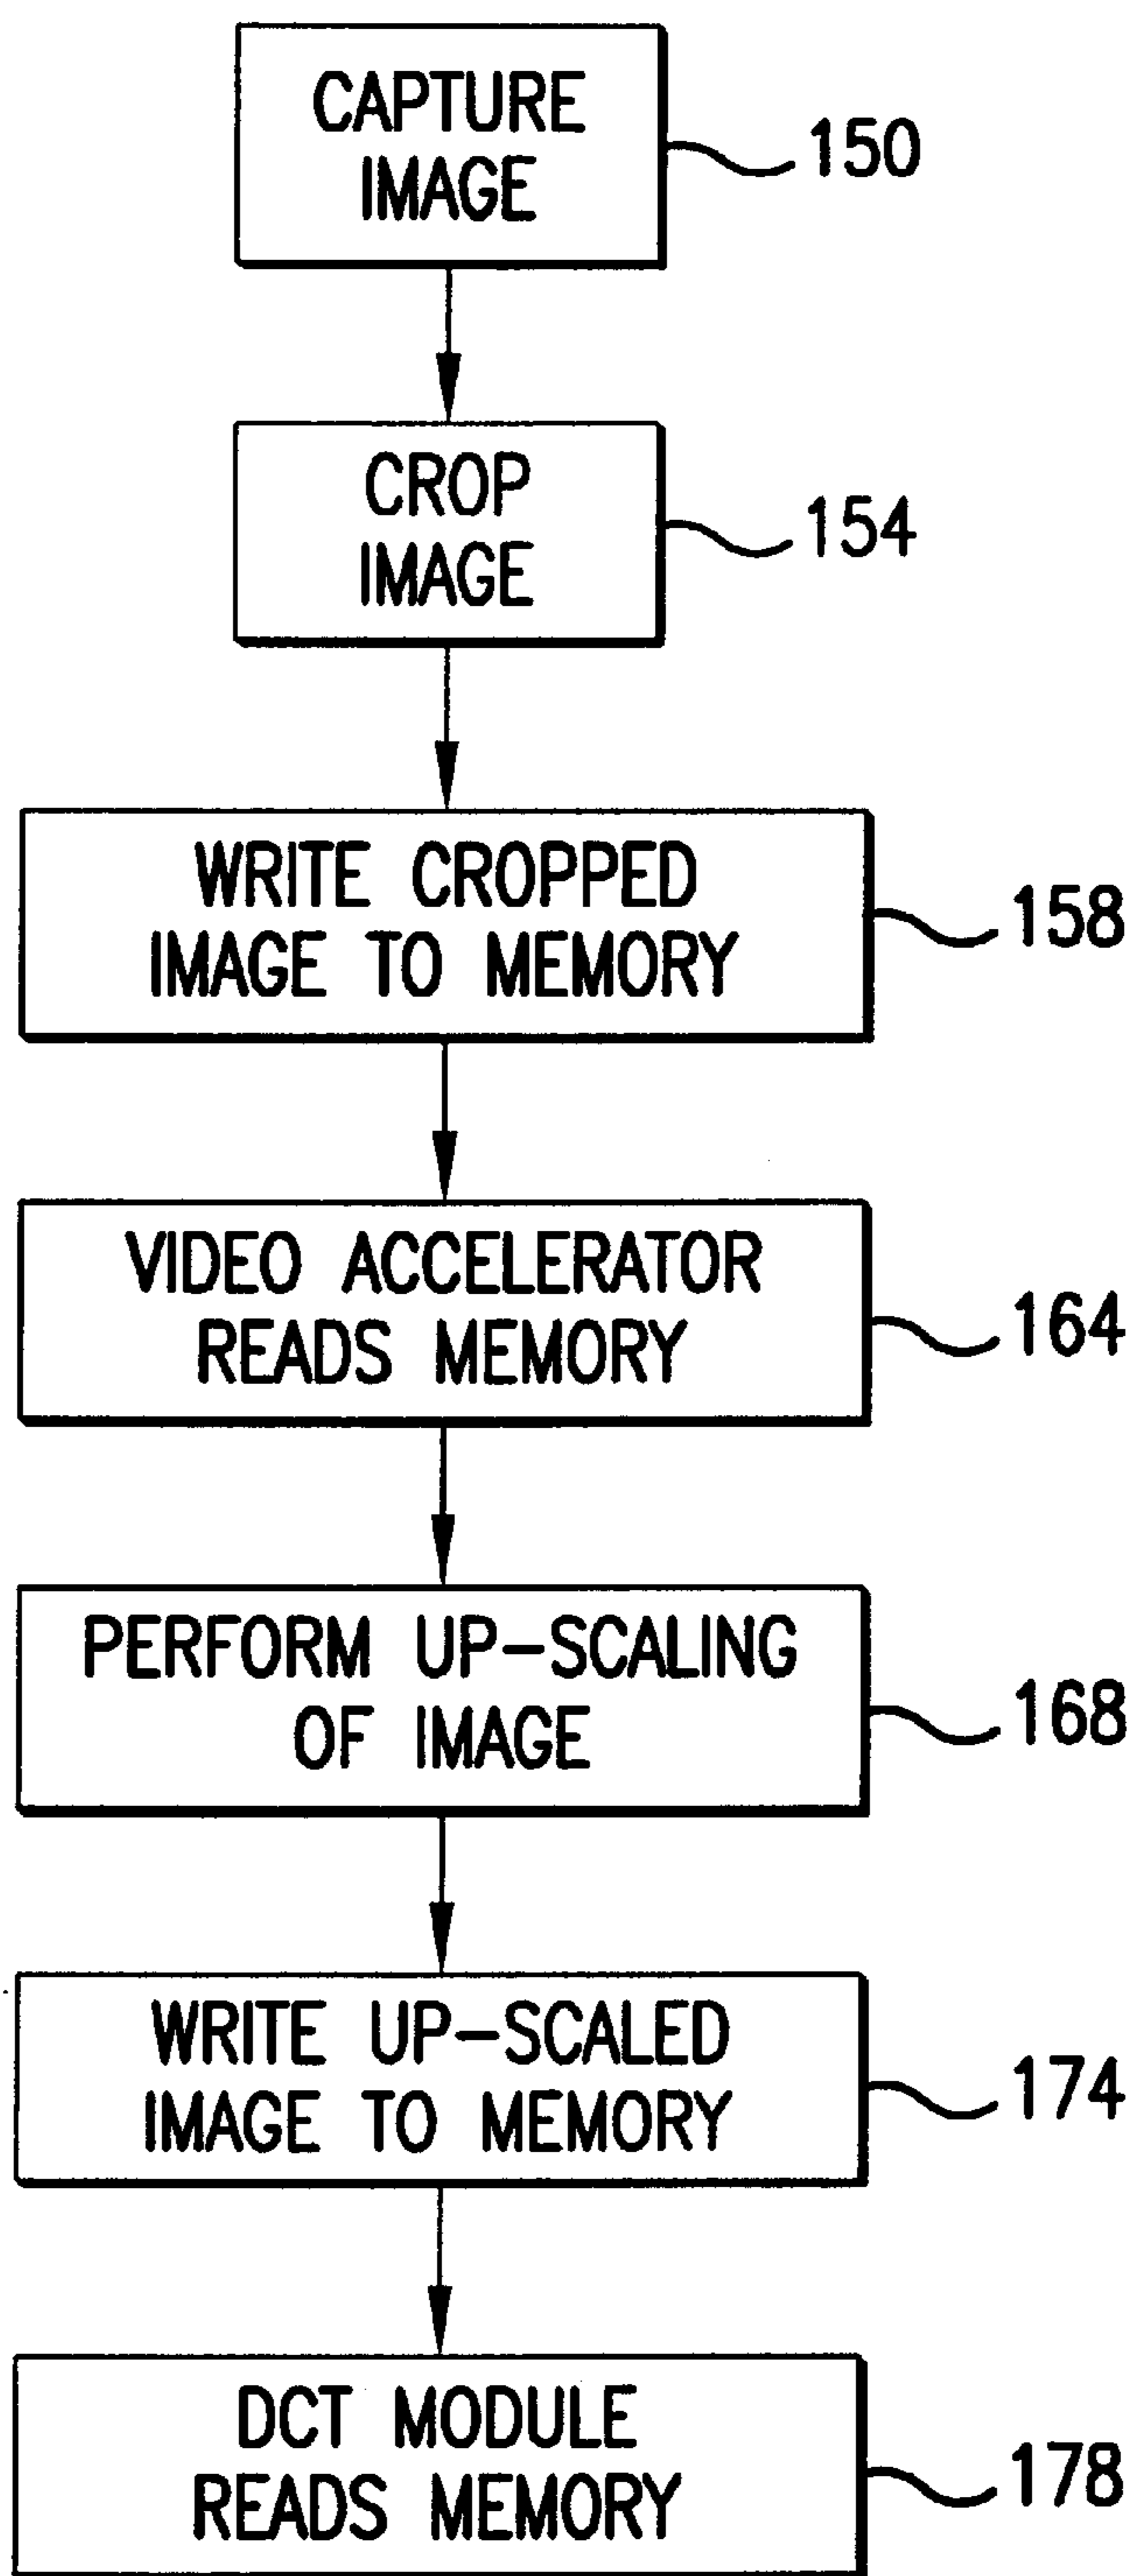 CAPTURE
IMAGE
150
CROP
IMAGE
154
WRITE CROPPED
IMAGE TO MEMORY
158
VIDEO ACCELERATOR
READS MEMORY
164
PERFORM UP-SCALING
OF IMAGE
168
WRITE UP-SCALED
IMAGE TO MEMORY
174
DCT MODULE
READS MEMORY
178